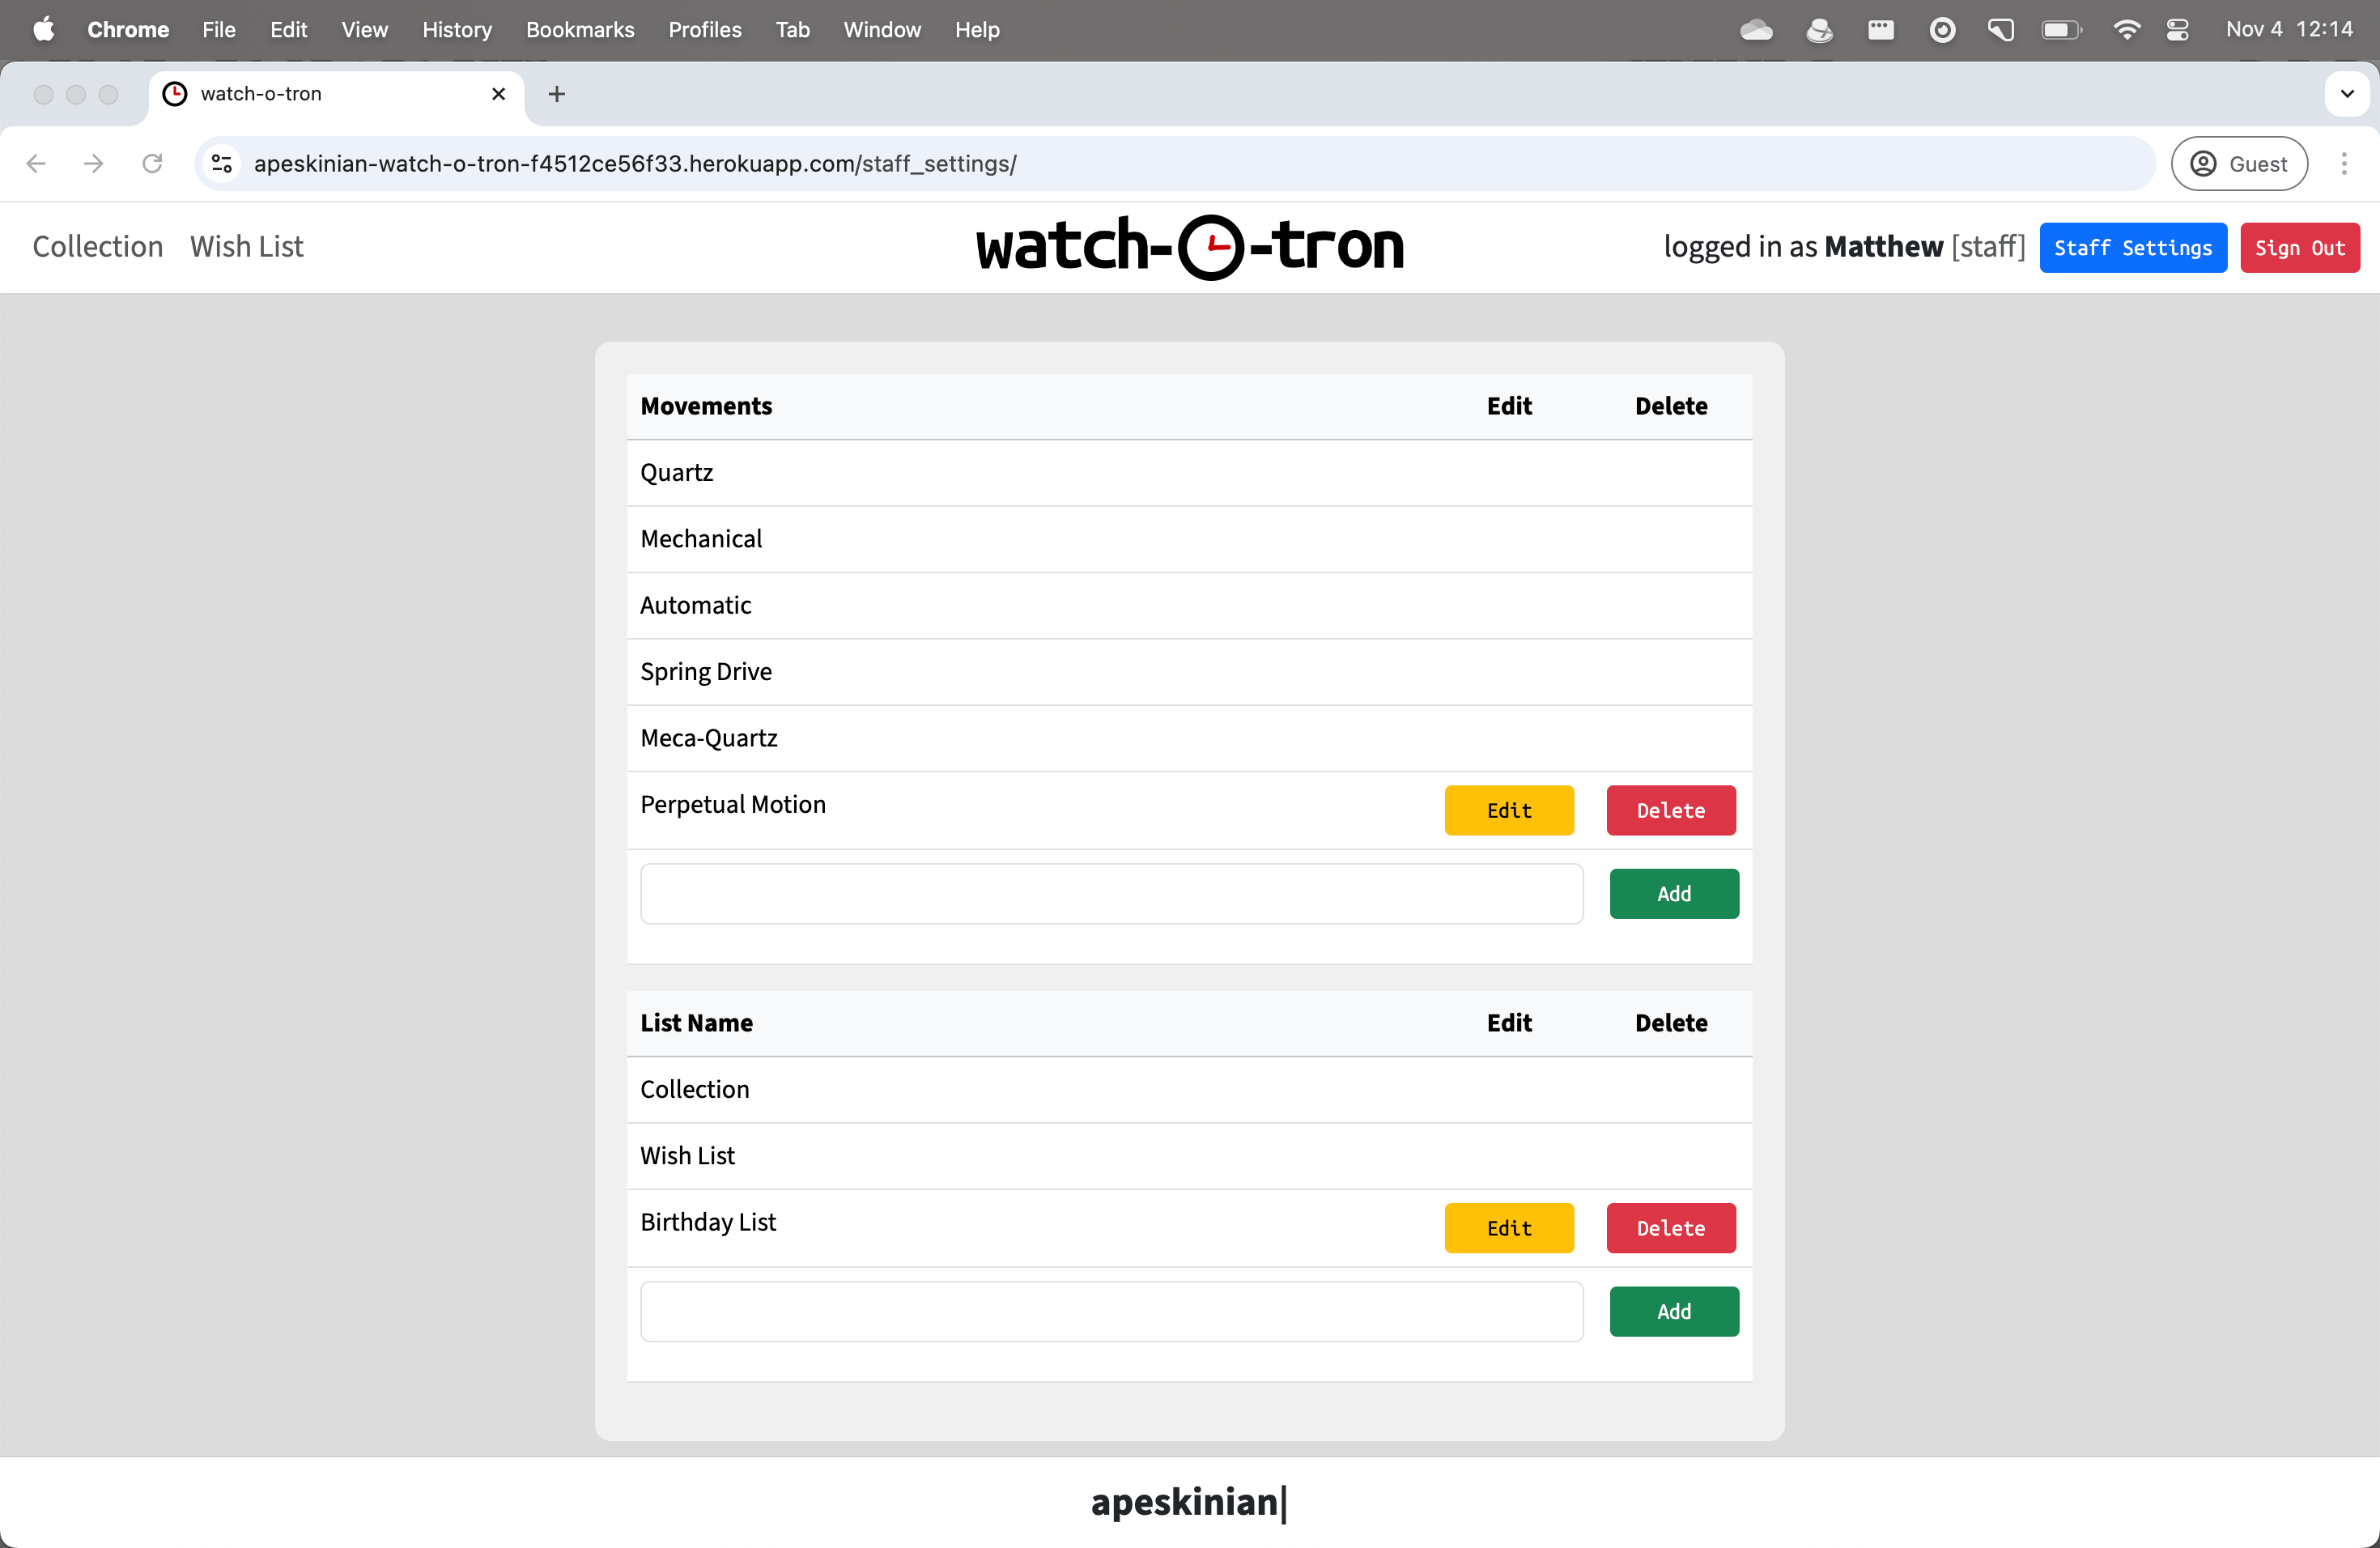 Chrome File Edit View History Bookmarks Profiles Tab Window Help Nov 4 12:14
watch-o-tron
apeskinian-watch-o-tron-f4512ce56f33.herokuapp.com/staff_settings/ Guest
Collection Wish List watch-O-tron logged in as Matthew [staff] Staff Settings Sign Out
Movements Edit Delete
Quartz
Mechanical
Automatic
Spring Drive
Meca-Quartz
Perpetual Motion Edit Delete
Add
List Name Edit Delete
Collection
Wish List
Birthday List Edit Delete
Add
apeskinian|